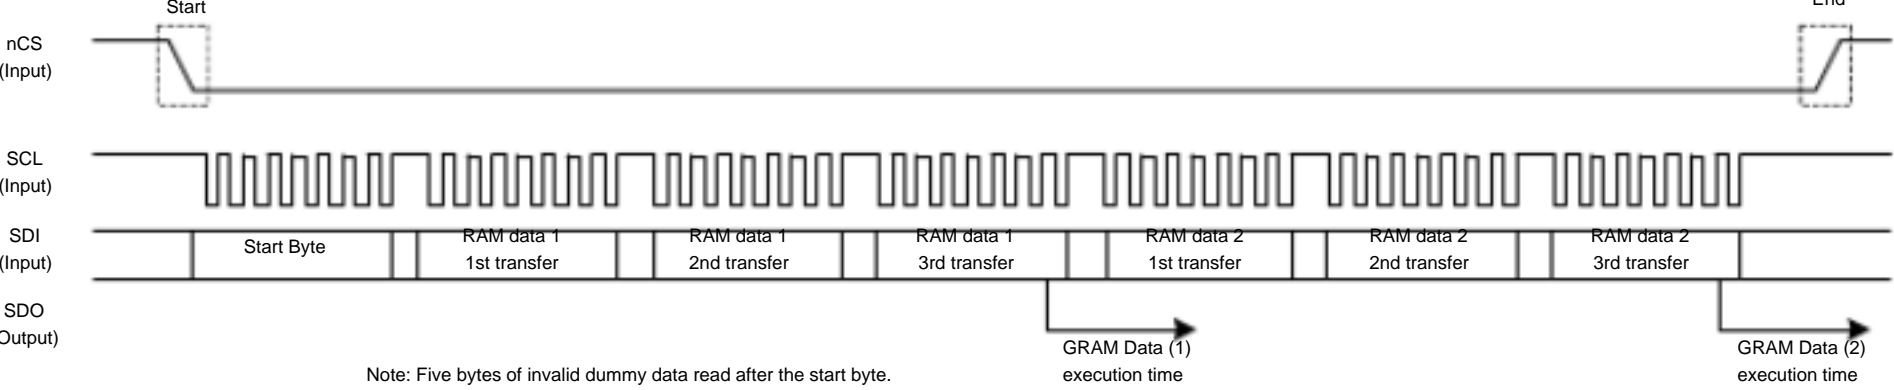 Start
End
nCS
(Input)
SCL
(Input)
SDI
(Input)
Start Byte
RAM data 1
1st transfer
RAM data 1
2nd transfer
RAM data 1
3rd transfer
RAM data 2
1st transfer
RAM data 2
2nd transfer
RAM data 2
3rd transfer
SDO
Output)
GRAM Data (1)
execution time
GRAM Data (2)
execution time
Note: Five bytes of invalid dummy data read after the start byte.